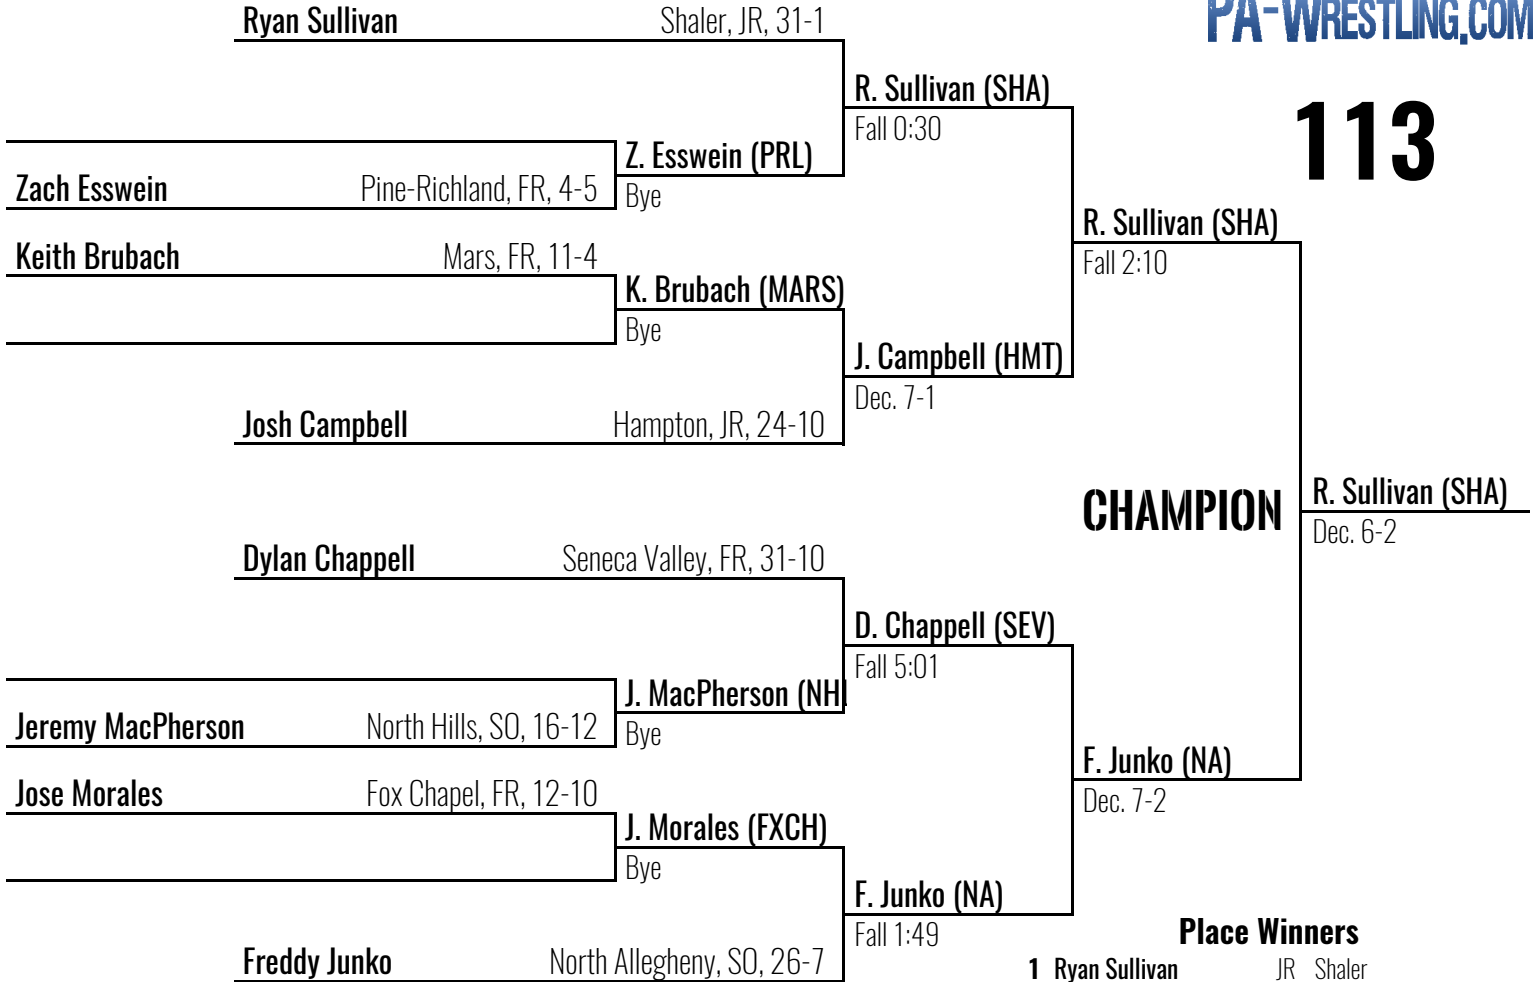 PA-WRESTLING.COM
113
Ryan Sullivan Shaler, JR, 31-1
R. Sullivan (SHA)
Fall 0:30
Z. Esswein (PRL)
Bye
Zach Esswein Pine-Richland, FR, 4-5
R. Sullivan (SHA)
Fall 2:10
Keith Brubach Mars, FR, 11-4
K. Brubach (MARS)
Bye
J. Campbell (HMT)
Dec. 7-1
Josh Campbell Hampton, JR, 24-10
CHAMPION
R. Sullivan (SHA)
Dec. 6-2
Dylan Chappell Seneca Valley, FR, 31-10
D. Chappell (SEV)
Fall 5:01
J. MacPherson (NH
Bye
Jeremy MacPherson North Hills, SO, 16-12
F. Junko (NA)
Dec. 7-2
Jose Morales Fox Chapel, FR, 12-10
J. Morales (FXCH)
Bye
F. Junko (NA)
Fall 1:49
Freddy Junko North Allegheny, SO, 26-7
Place Winners
1 Ryan Sullivan JR Shaler